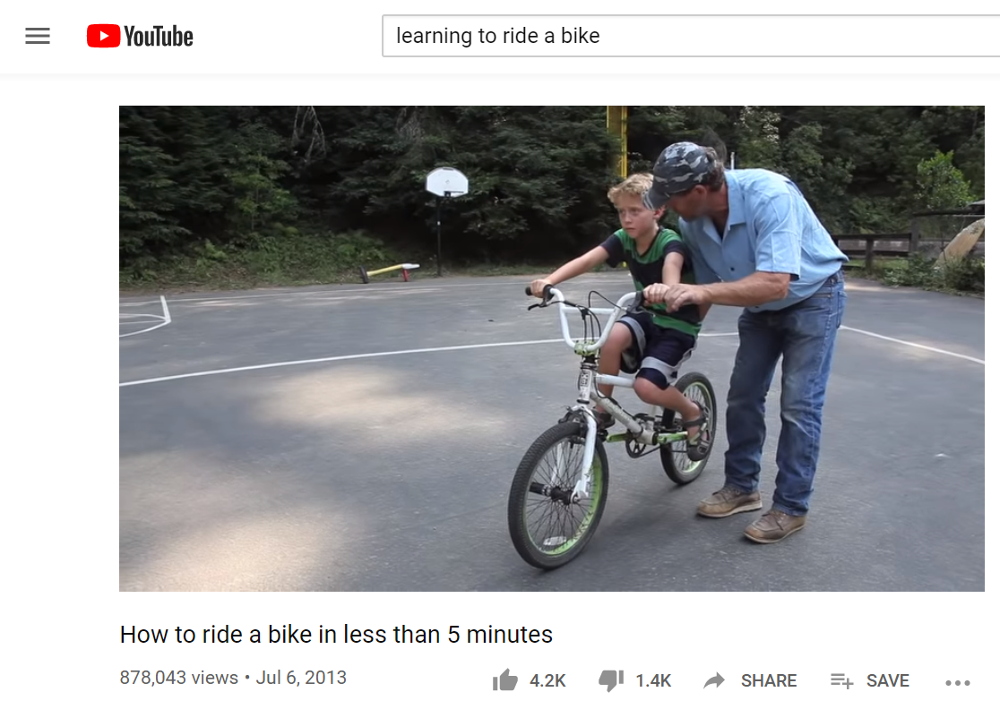 YouTube
learning to ride a bike
How to ride a bike in less than 5 minutes
878,043 views • Jul 6, 2013
4.2K 1.4K SHARE SAVE